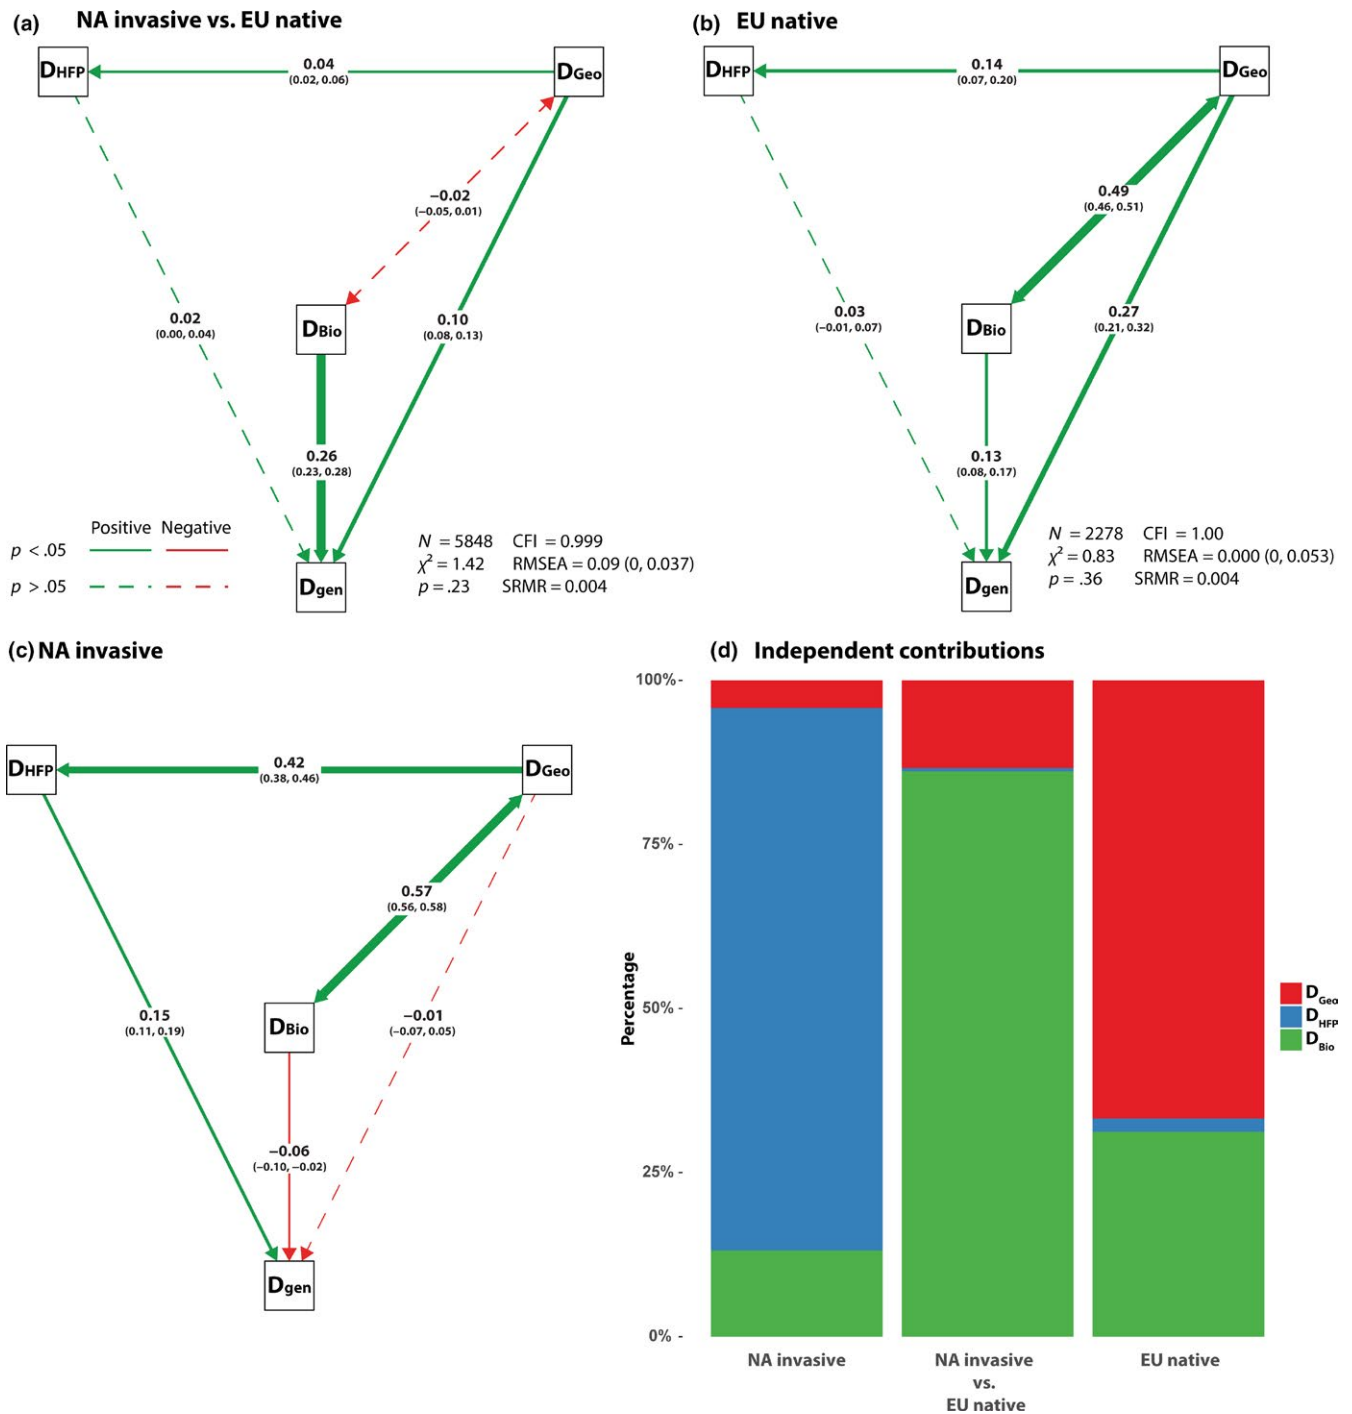 (a) NA invasive vs. EU native
DHFP
0.04
(0.02, 0.06)
DGeo
−0.02
(−0.05, 0.01)
0.02
(0.00, 0.04)
DBio
0.10
(0.08, 0.13)
0.26
(0.23, 0.28)
Positive Negative
p < .05
p > .05
Dgen
N = 5848 CFI = 0.999
χ² = 1.42 RMSEA = 0.09 (0, 0.037)
p = .23 SRMR = 0.004
(b) EU native
DHFP
0.14
(0.07, 0.20)
DGeo
0.49
(0.46, 0.51)
0.03
(−0.01, 0.07)
DBio
0.27
(0.21, 0.32)
0.13
(0.08, 0.17)
Dgen
N = 2278 CFI = 1.00
χ² = 0.83 RMSEA = 0.000 (0, 0.053)
p = .36 SRMR = 0.004
(c) NA invasive
DHFP
0.42
(0.38, 0.46)
DGeo
0.57
(0.56, 0.58)
0.15
(0.11, 0.19)
DBio
−0.01
(−0.07, 0.05)
−0.06
(−0.10, −0.02)
Dgen
(d) Independent contributions
100% -
75% -
50% -
25% -
0% -
Percentage
DGeo
DHFP
DBio
NA invasive
NA invasive
vs.
EU native
EU native